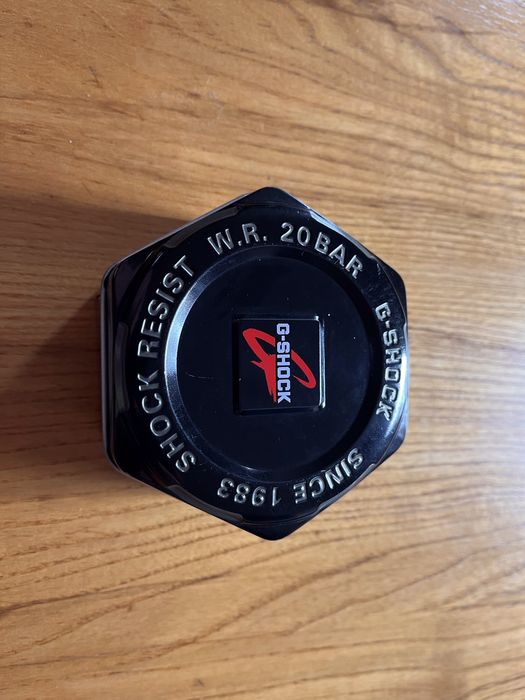 SHOCK RESIST
W.R. 20BAR
G-SHOCK
SINCE 1983
G-SHOCK